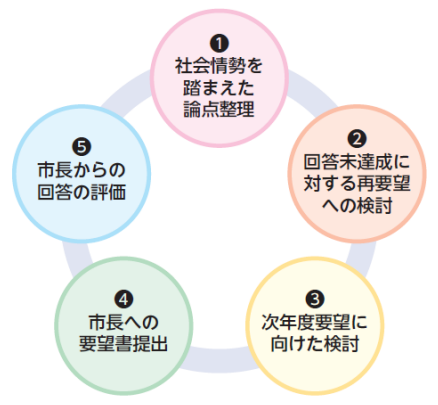 ❶
社会情勢を
踏まえた
論点整理
❷
回答未達成に
対する再要望
への検討
❸
次年度要望に
向けた検討
❹
市長への
要望書提出
❺
市長からの
回答の評価